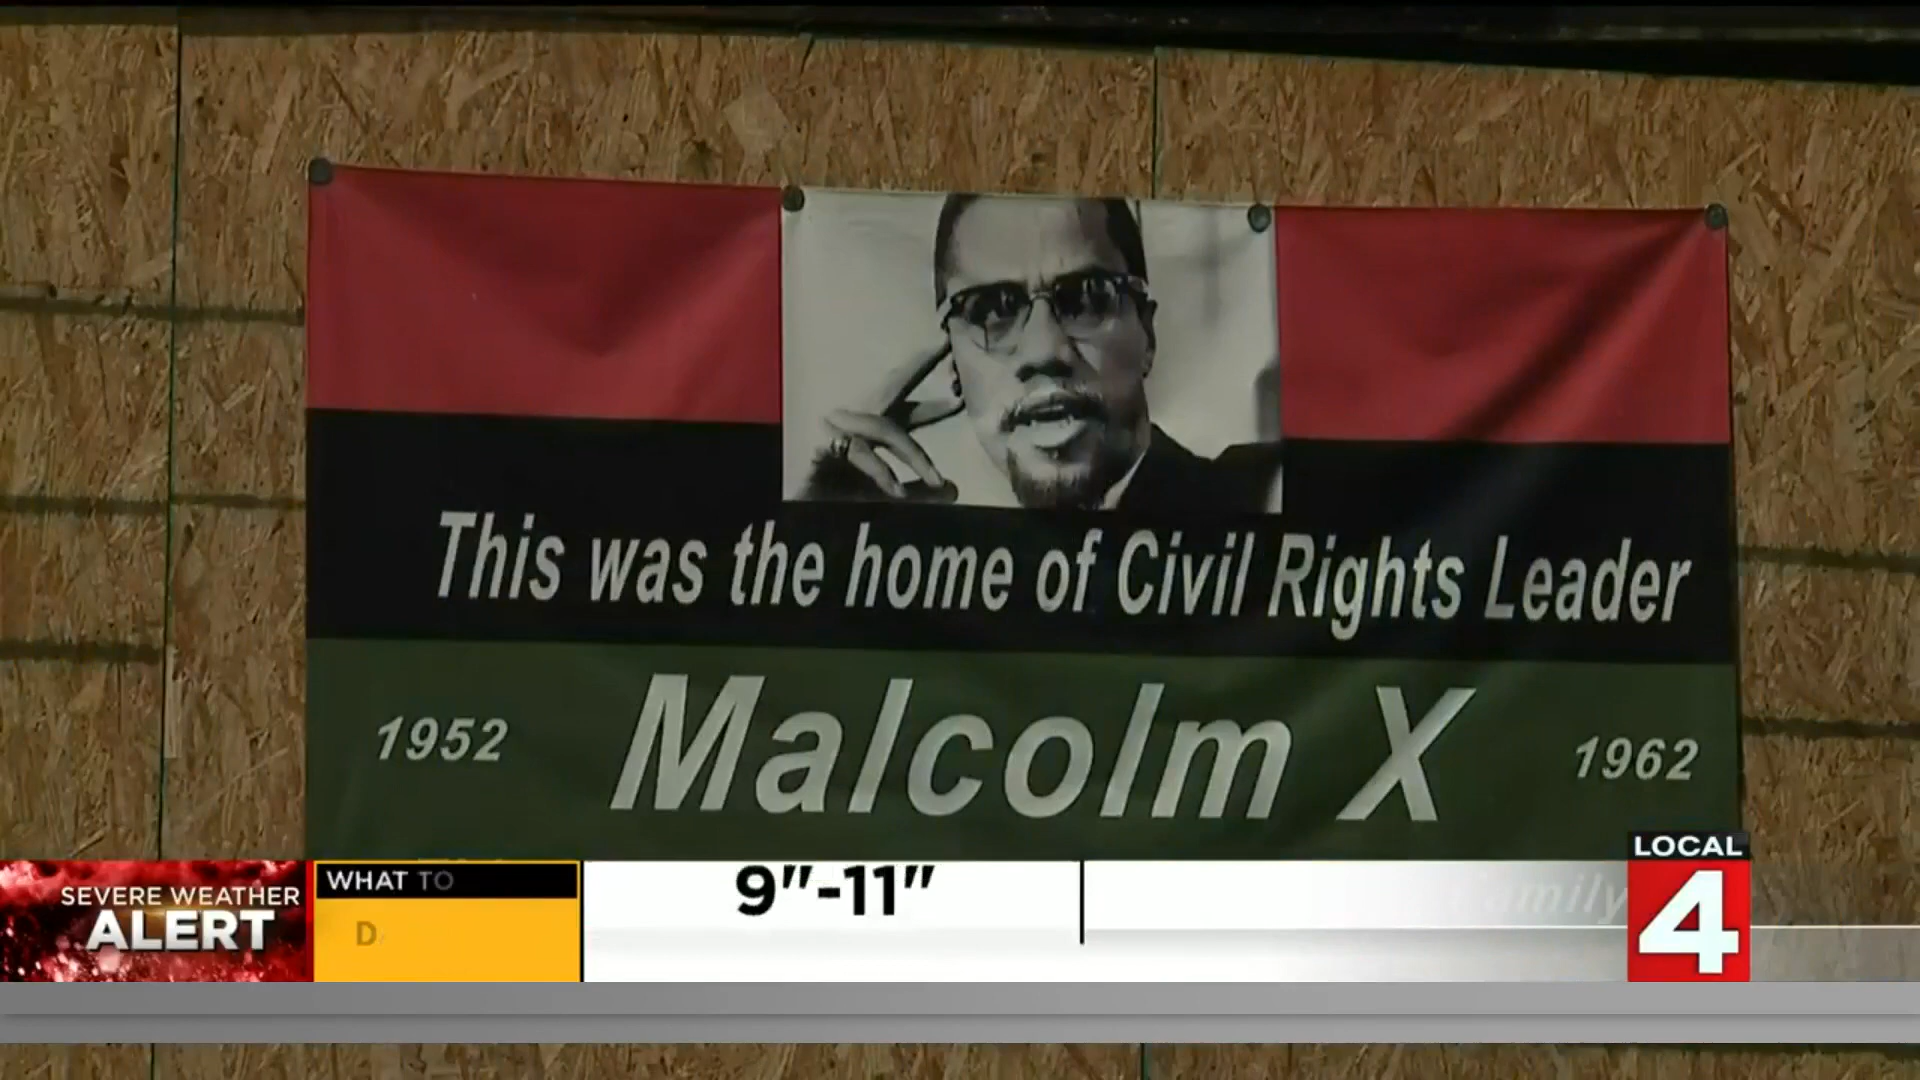 This was the home of Civil Rights Leader
1952 Malcolm X 1962
LOCAL
4
SEVERE WEATHER
ALERT
WHAT TO
D
9"-11"
family